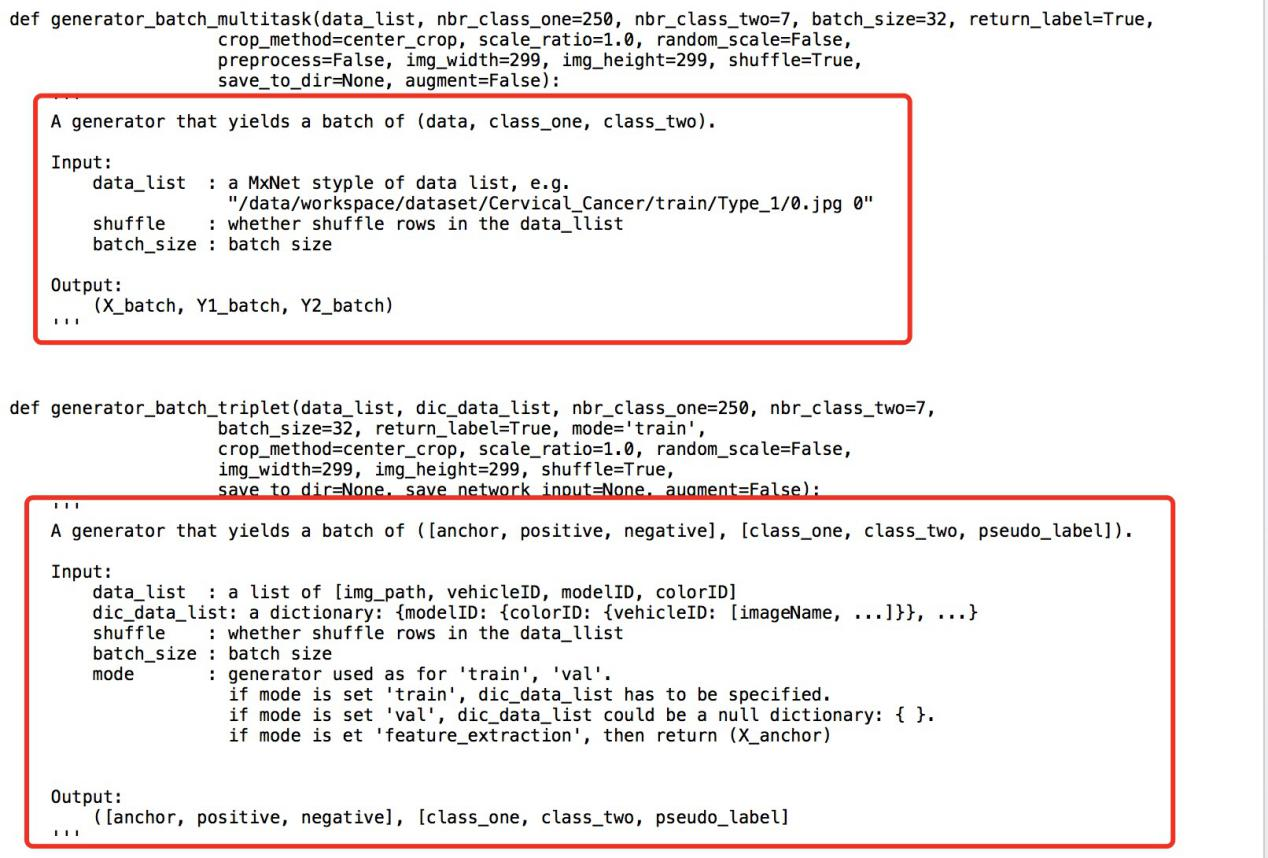 def generator_batch_multitask(data_list, nbr_class_one=250, nbr_class_two=7, batch_size=32, return_label=True,
crop_method=center_crop, scale_ratio=1.0, random_scale=False,
preprocess=False, img_width=299, img_height=299, shuffle=True,
save_to_dir=None, augment=False):
'''
A generator that yields a batch of (data, class_one, class_two).
Input:
data_list : a MxNet styple of data list, e.g.
"/data/workspace/dataset/Cervical_Cancer/train/Type_1/0.jpg 0"
shuffle : whether shuffle rows in the data_llist
batch_size : batch size
Output:
(X_batch, Y1_batch, Y2_batch)
'''
def generator_batch_triplet(data_list, dic_data_list, nbr_class_one=250, nbr_class_two=7,
batch_size=32, return_label=True, mode='train',
crop_method=center_crop, scale_ratio=1.0, random_scale=False,
img_width=299, img_height=299, shuffle=True,
save_to_dir=None, save_network_input=None, augment=False):
'''
A generator that yields a batch of ([anchor, positive, negative], [class_one, class_two, pseudo_label]).
Input:
data_list : a list of [img_path, vehicleID, modelID, colorID]
dic_data_list: a dictionary: {modelID: {colorID: {vehicleID: [imageName, ...]}}, ...}
shuffle : whether shuffle rows in the data_llist
batch_size : batch size
mode : generator used as for 'train', 'val'.
if mode is set 'train', dic_data_list has to be specified.
if mode is set 'val', dic_data_list could be a null dictionary: { }.
if mode is et 'feature_extraction', then return (X_anchor)
Output:
([anchor, positive, negative], [class_one, class_two, pseudo_label]
'''